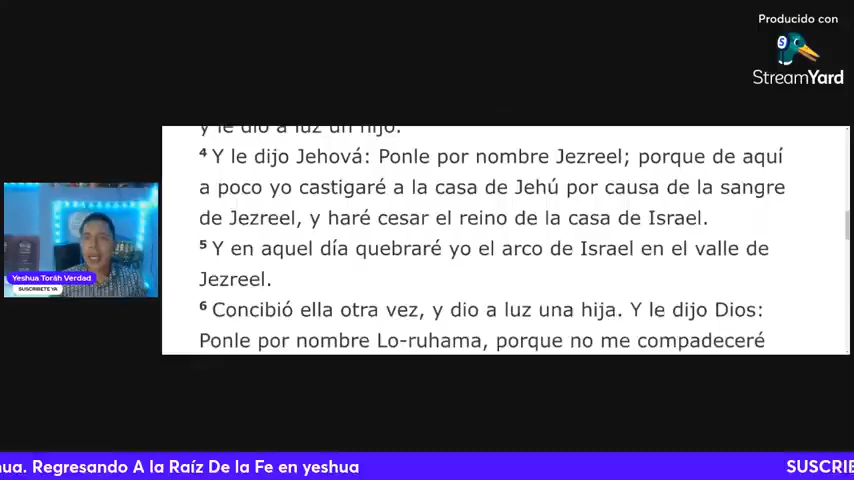 Producido con
StreamYard
y le dio a luz un hijo.
4 Y le dijo Jehová: Ponle por nombre Jezreel; porque de aquí
a poco yo castigaré a la casa de Jehú por causa de la sangre
de Jezreel, y haré cesar el reino de la casa de Israel.
5 Y en aquel día quebraré yo el arco de Israel en el valle de
Jezreel.
6 Concibió ella otra vez, y dio a luz una hija. Y le dijo Dios:
Ponle por nombre Lo-ruhama, porque no me compadeceré
Yeshua Toráh Verdad
SUSCRIBETE YA
ua. Regresando A la Raíz De la Fe en yeshua
SUSCRIBE